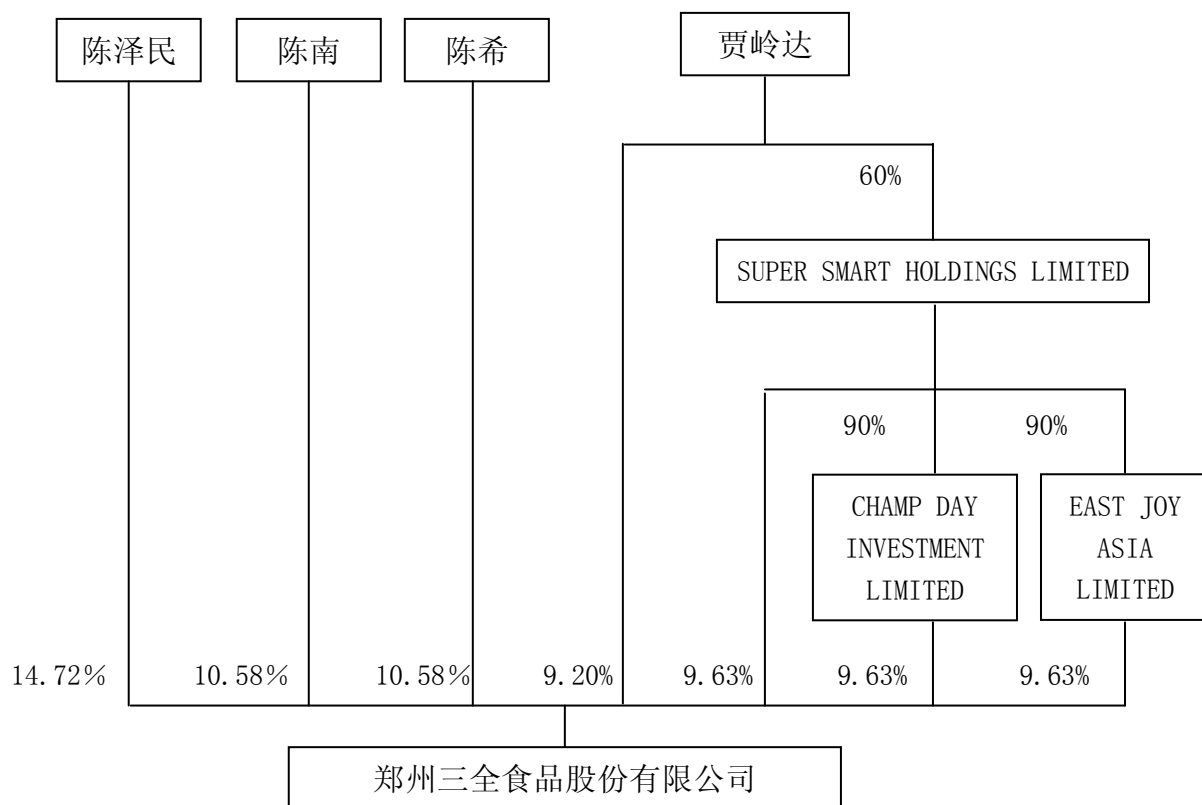 陈泽民 陈南 陈希 贾岭达
60%
SUPER SMART HOLDINGS LIMITED
90% 90%
CHAMP DAY
INVESTMENT
LIMITED
EAST JOY
ASIA
LIMITED
14.72% 10.58% 10.58% 9.20% 9.63% 9.63% 9.63%
郑州三全食品股份有限公司